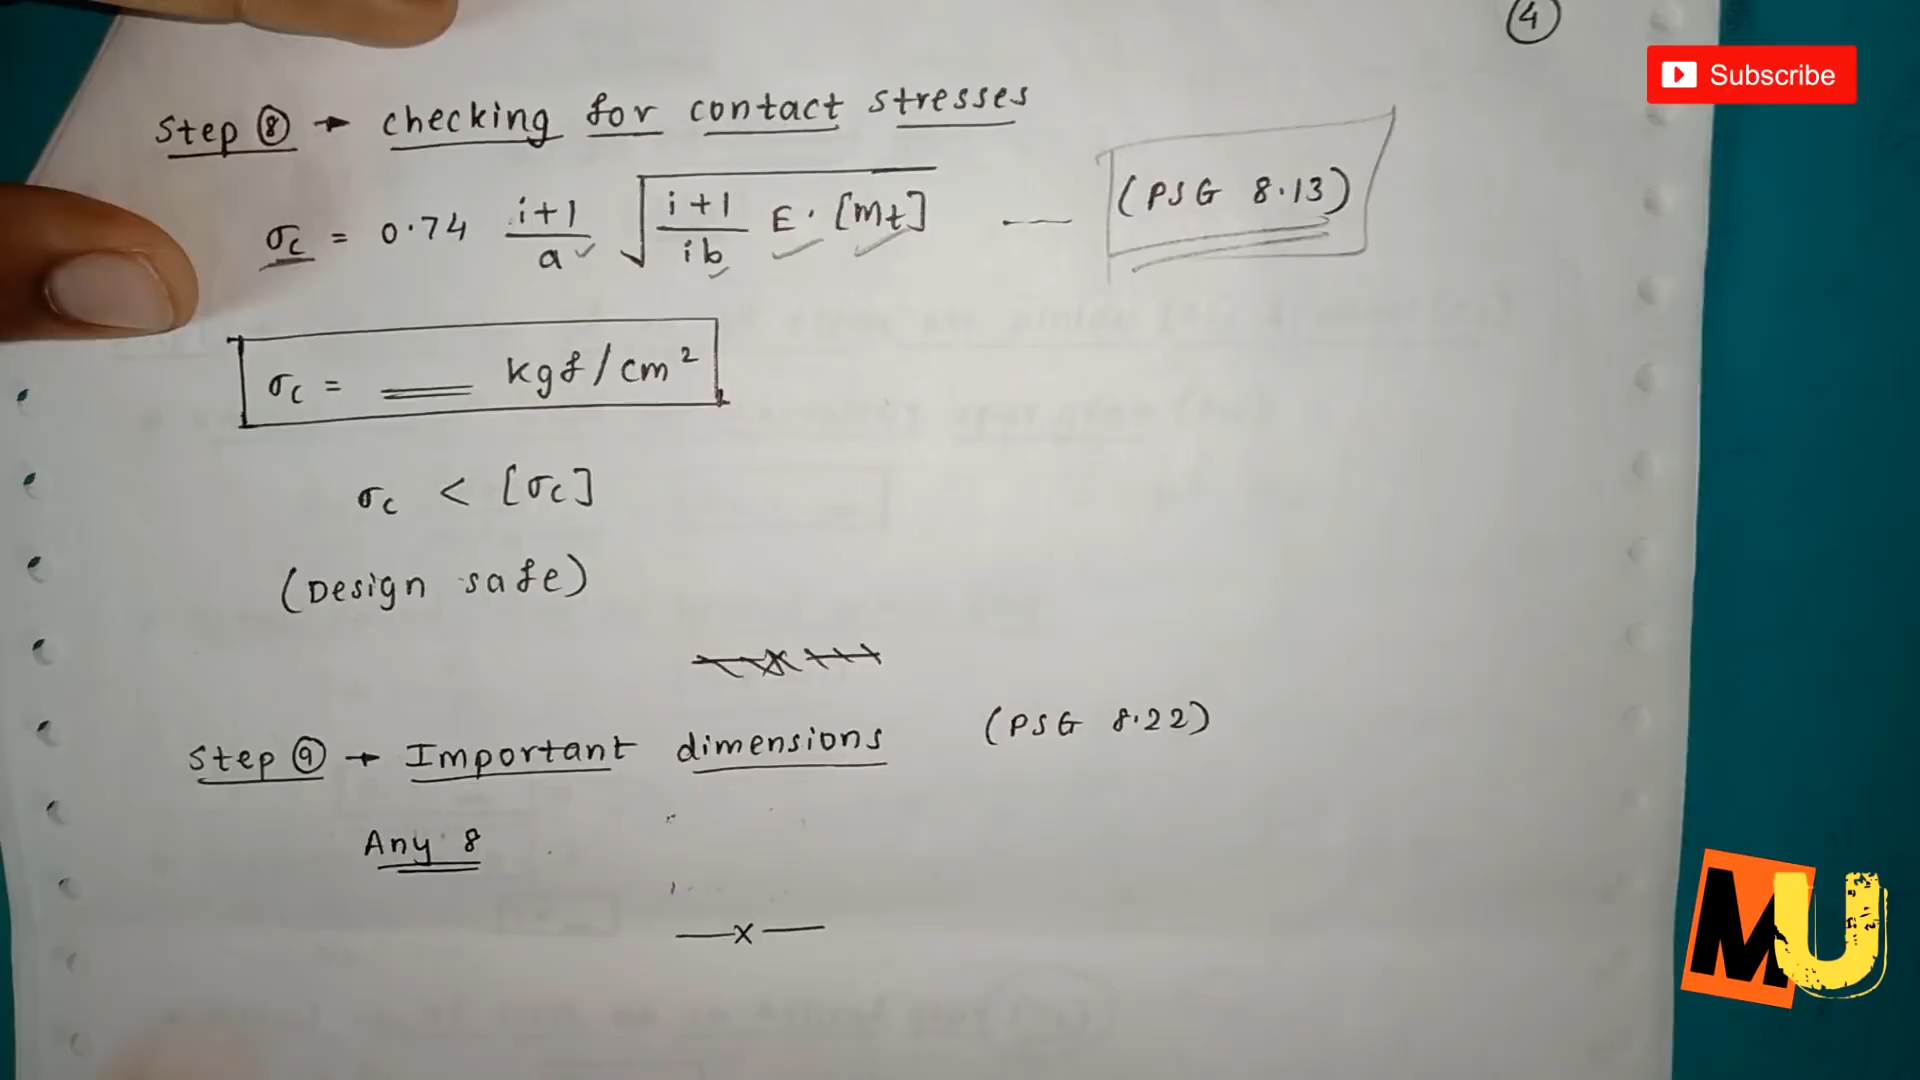 ④
Subscribe
Step ⑧ → checking for contact stresses
σc = 0.74 i+1/a √(i+1/ib E·[Mt]) --- (PSG 8.13)
σc = ___ kgf/cm²
σc < [σc]
(Design safe)
Step ⑨ → Important dimensions (PSG 8.22)
Any 8
—x—
MU